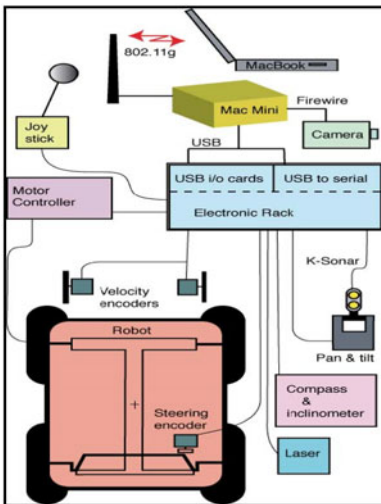 802.11g
MacBook
Mac Mini
Firewire
Joy
stick
Camera
USB
USB i/o cards
USB to serial
Motor
Controller
Electronic Rack
K-Sonar
Velocity
encoders
Robot
Pan & tilt
Steering
encoder
Compass
&
inclinometer
Laser